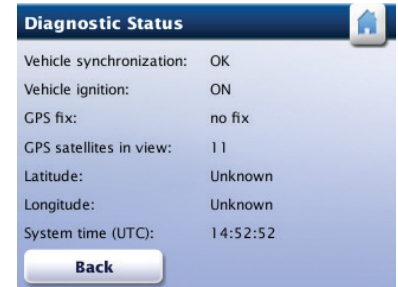 Diagnostic Status
Vehicle synchronization: OK
Vehicle ignition: ON
GPS fix: no fix
GPS satellites in view: 11
Latitude: Unknown
Longitude: Unknown
System time (UTC): 14:52:52
Back